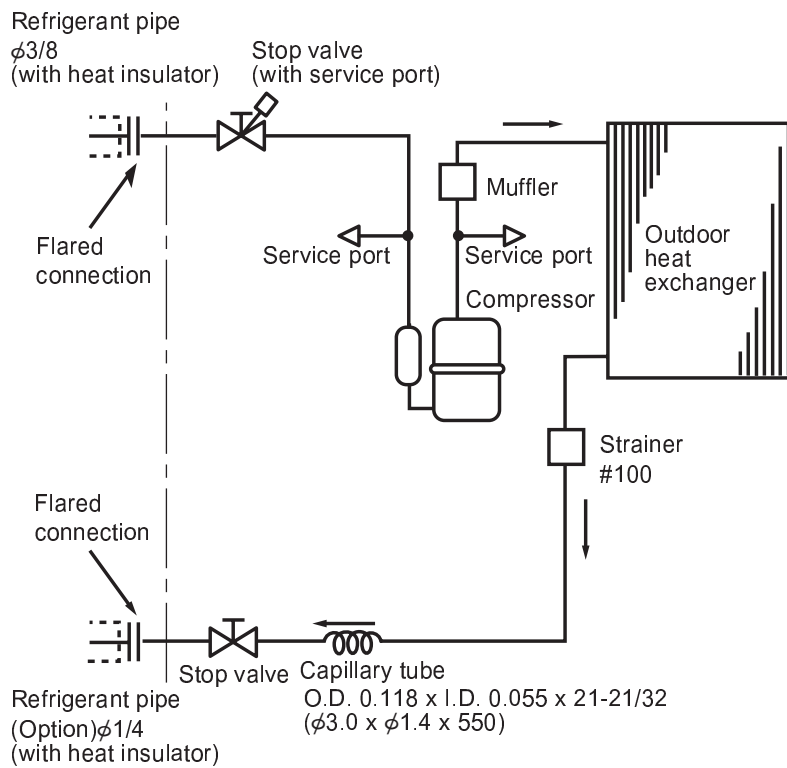 Refrigerant pipe
ϕ3/8
(with heat insulator)
Stop valve
(with service port)
Muffler
Flared
connection
Service port
Service port
Outdoor
heat
exchanger
Compressor
Strainer
#100
Flared
connection
Stop valve
Capillary tube
O.D. 0.118 x I.D. 0.055 x 21-21/32
(ϕ3.0 x ϕ1.4 x 550)
Refrigerant pipe
(Option)ϕ1/4
(with heat insulator)